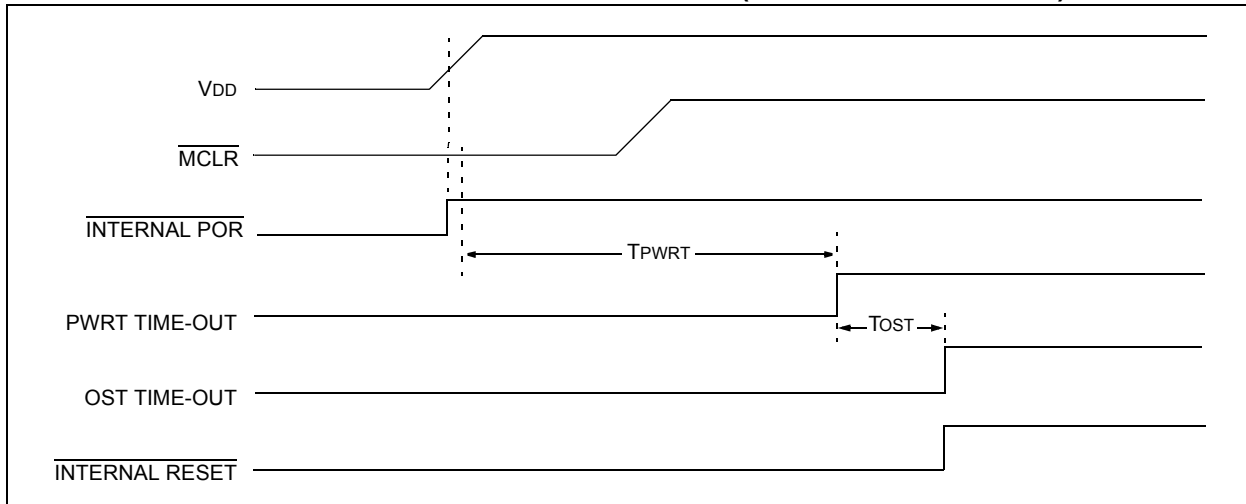 VDD
MCLR
INTERNAL POR
TPWRT
PWRT TIME-OUT
TOST
OST TIME-OUT
INTERNAL RESET